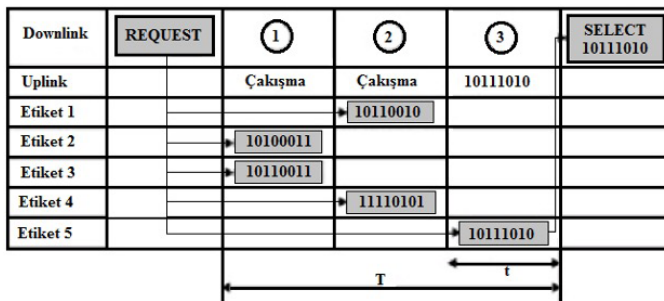 Downlink REQUEST 1 2 3 SELECT
10111010
Uplink Çakışma Çakışma 10111010
Etiket 1 10110010
Etiket 2 10100011
Etiket 3 10110011
Etiket 4 11110101
Etiket 5 10111010
t
T